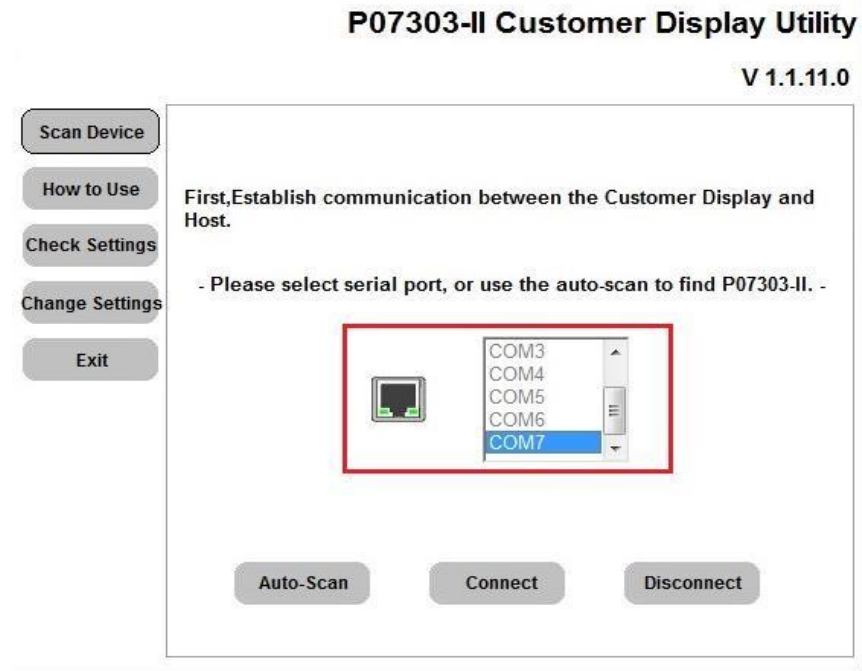 P07303-II Customer Display Utility
V 1.1.11.0
Scan Device
How to Use
Check Settings
Change Settings
Exit
First,Establish communication between the Customer Display and
Host.
- Please select serial port, or use the auto-scan to find P07303-II. -
COM3
COM4
COM5
COM6
COM7
Auto-Scan
Connect
Disconnect